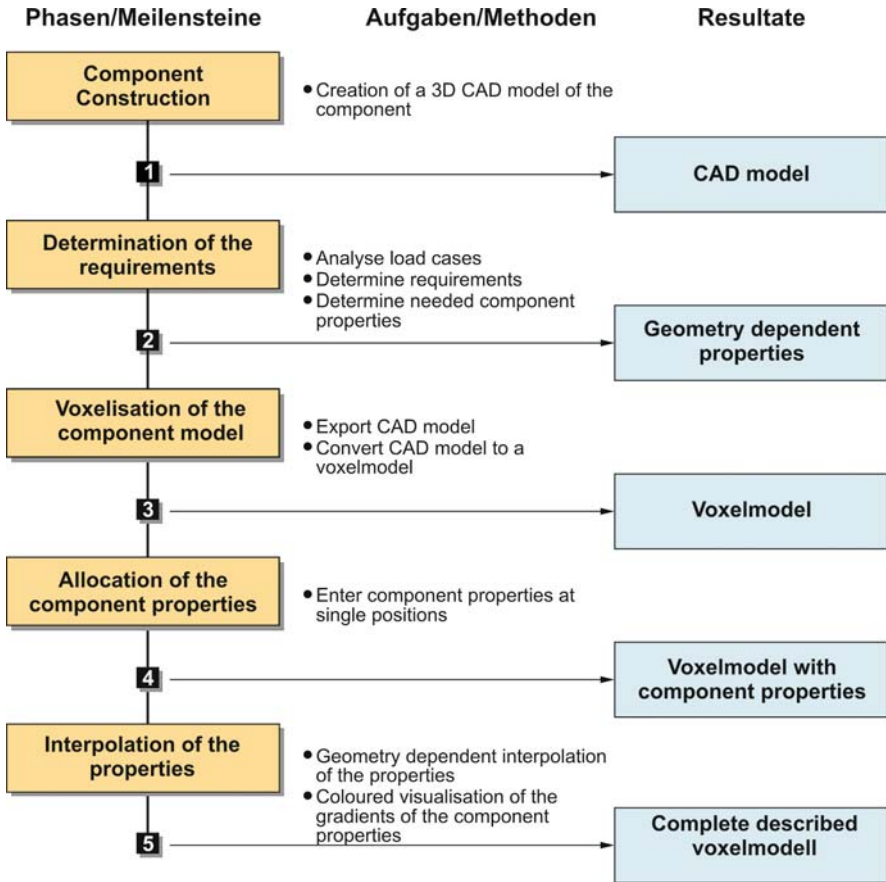 Phasen/Meilensteine
Aufgaben/Methoden
Resultate
Component
Construction
• Creation of a 3D CAD model of the
component
1
CAD model
Determination of the
requirements
• Analyse load cases
• Determine requirements
• Determine needed component
properties
2
Geometry dependent
properties
Voxelisation of the
component model
• Export CAD model
• Convert CAD model to a
voxelmodel
3
Voxelmodel
Allocation of the
component properties
• Enter component properties at
single positions
4
Voxelmodel with
component properties
Interpolation of the
properties
• Geometry dependent interpolation
of the properties
• Coloured visualisation of the
gradients of the component
properties
5
Complete described
voxelmodell